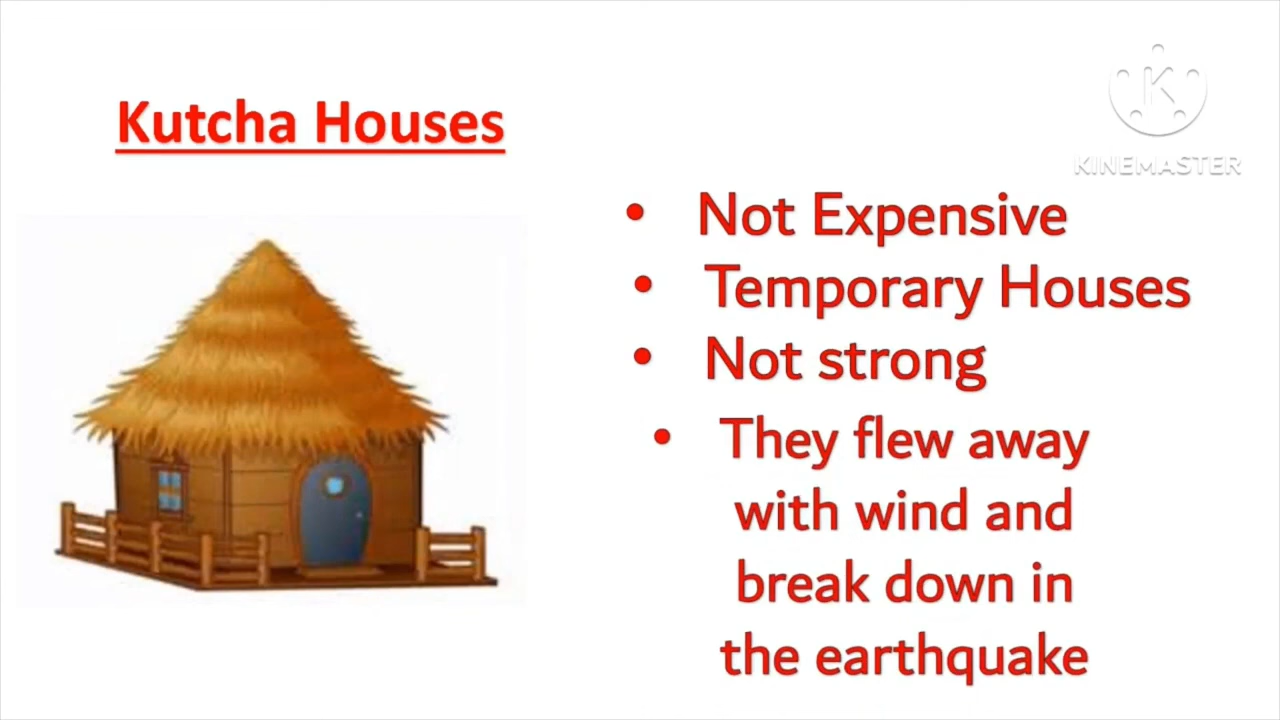 Kutcha Houses
K
KINEMASTER
• Not Expensive
• Temporary Houses
• Not strong
• They flew away
with wind and
break down in
the earthquake